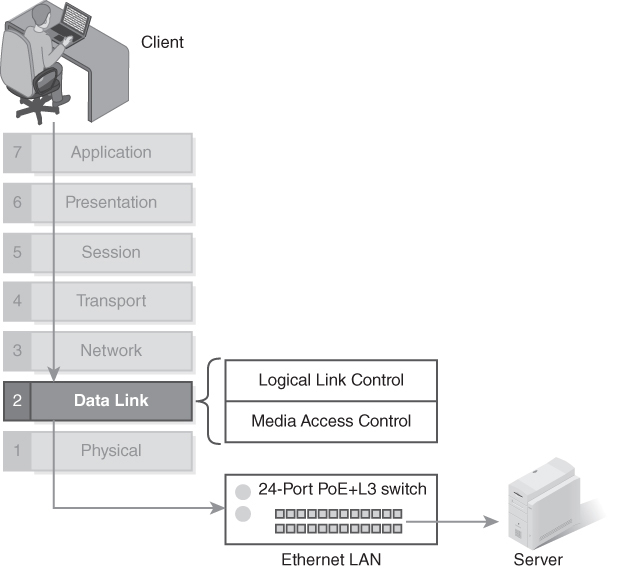 Client
7 Application
6 Presentation
5 Session
4 Transport
3 Network
2 Data Link
Logical Link Control
Media Access Control
1 Physical
24-Port PoE+L3 switch
Ethernet LAN
Server